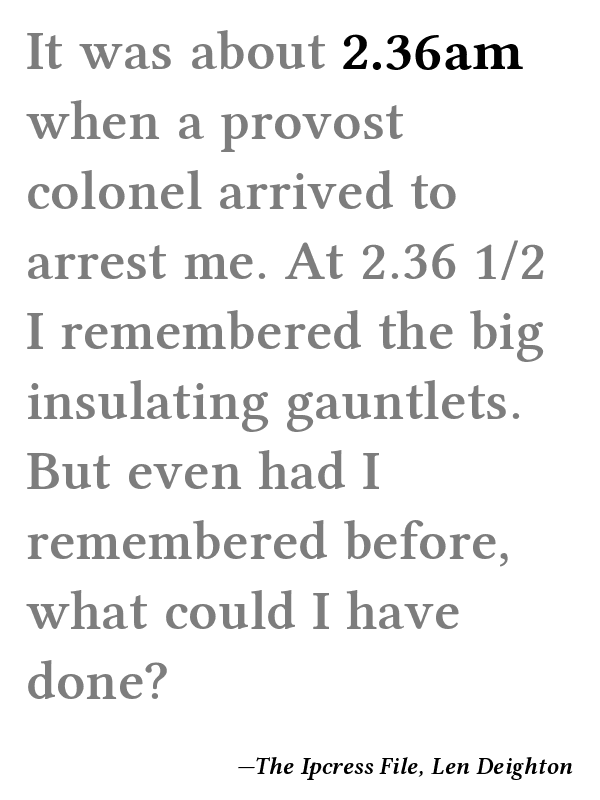 It was about 2.36am
when a provost
colonel arrived to
arrest me. At 2.36 1/2
I remembered the big
insulating gauntlets.
But even had I
remembered before,
what could I have
done?
—The Ipcress File, Len Deighton